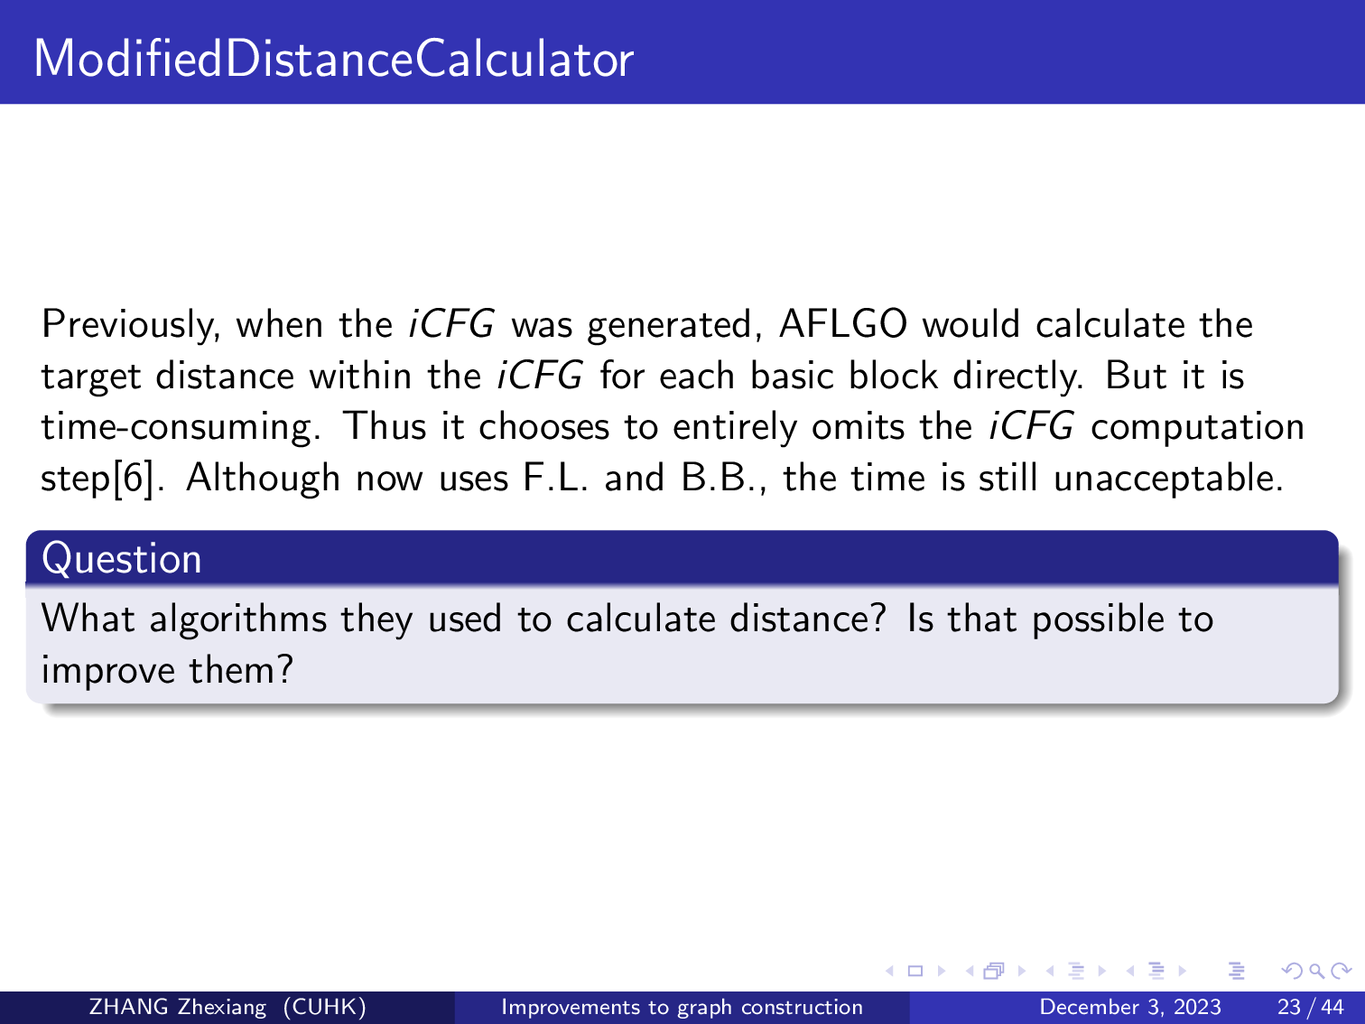 ModifiedDistanceCalculator
Previously, when the iCFG was generated, AFLGO would calculate the
target distance within the iCFG for each basic block directly. But it is
time-consuming. Thus it chooses to entirely omits the iCFG computation
step[6]. Although now uses F.L. and B.B., the time is still unacceptable.
Question
What algorithms they used to calculate distance? Is that possible to
improve them?
ZHANG Zhexiang (CUHK) Improvements to graph construction December 3, 2023 23 / 44